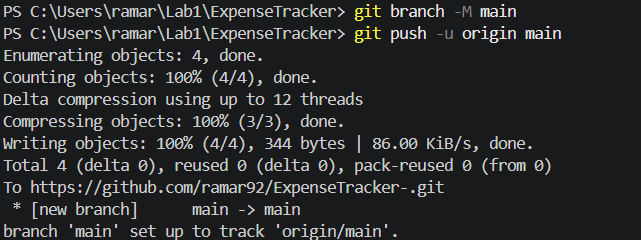 PS C:\Users\ramar\Lab1\ExpenseTracker> git branch -M main
PS C:\Users\ramar\Lab1\ExpenseTracker> git push -u origin main
Enumerating objects: 4, done.
Counting objects: 100% (4/4), done.
Delta compression using up to 12 threads
Compressing objects: 100% (3/3), done.
Writing objects: 100% (4/4), 344 bytes | 86.00 KiB/s, done.
Total 4 (delta 0), reused 0 (delta 0), pack-reused 0 (from 0)
To https://github.com/ramar92/ExpenseTracker-.git
 * [new branch]      main -> main
branch 'main' set up to track 'origin/main'.